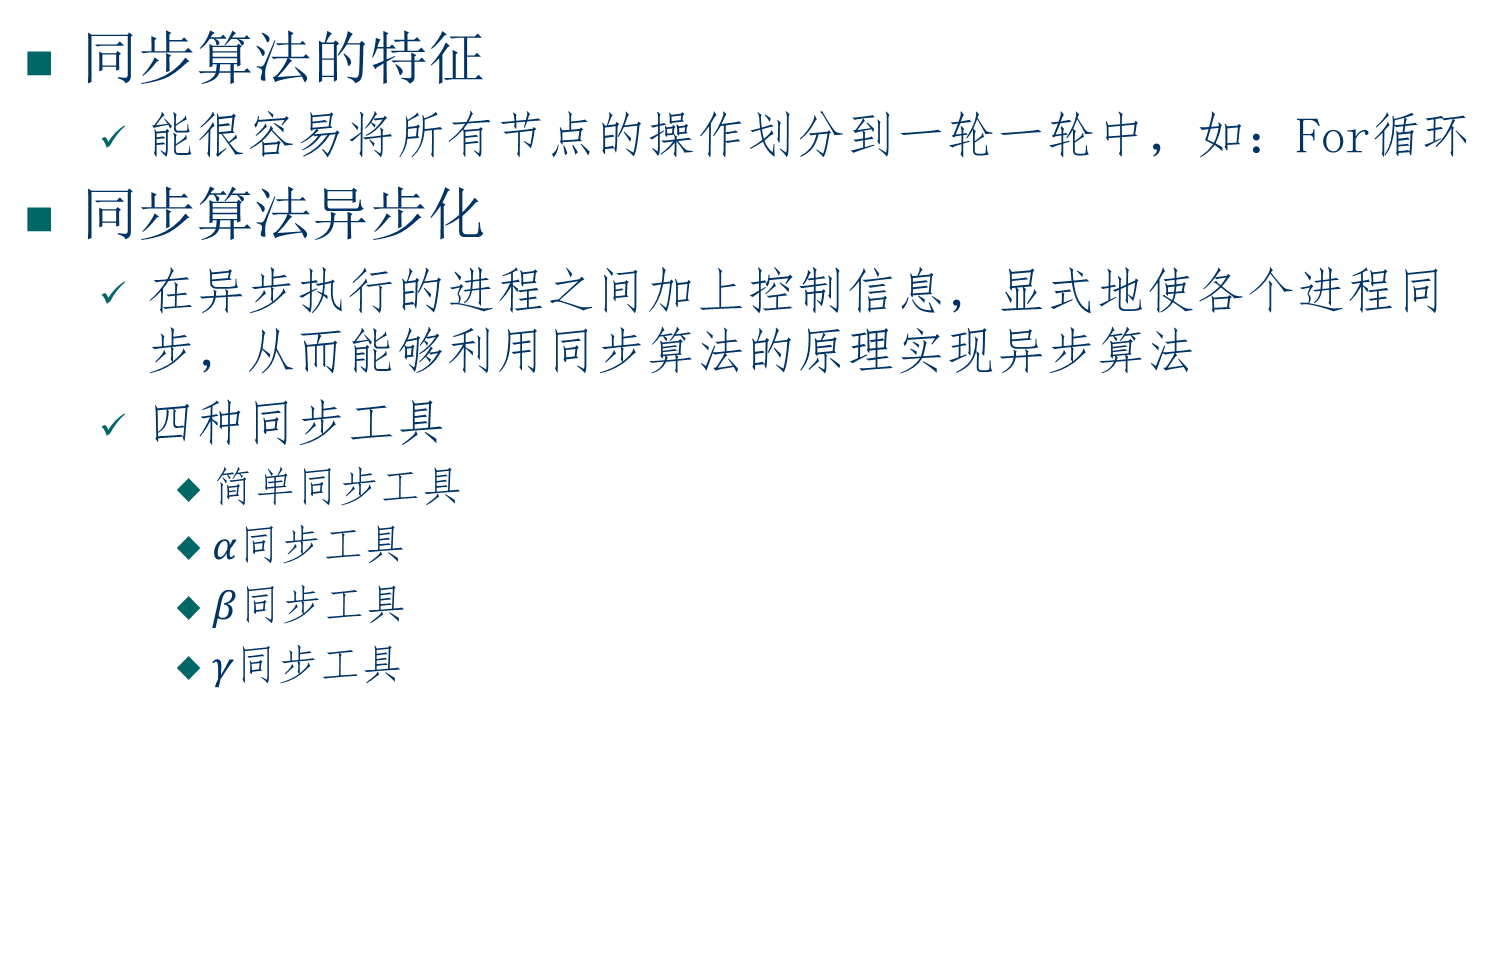 同步算法的特征
能很容易将所有节点的操作划分到一轮一轮中，如：For循环
同步算法异步化
在异步执行的进程之间加上控制信息，显式地使各个进程同
步，从而能够利用同步算法的原理实现异步算法
四种同步工具
简单同步工具
α同步工具
β同步工具
γ同步工具